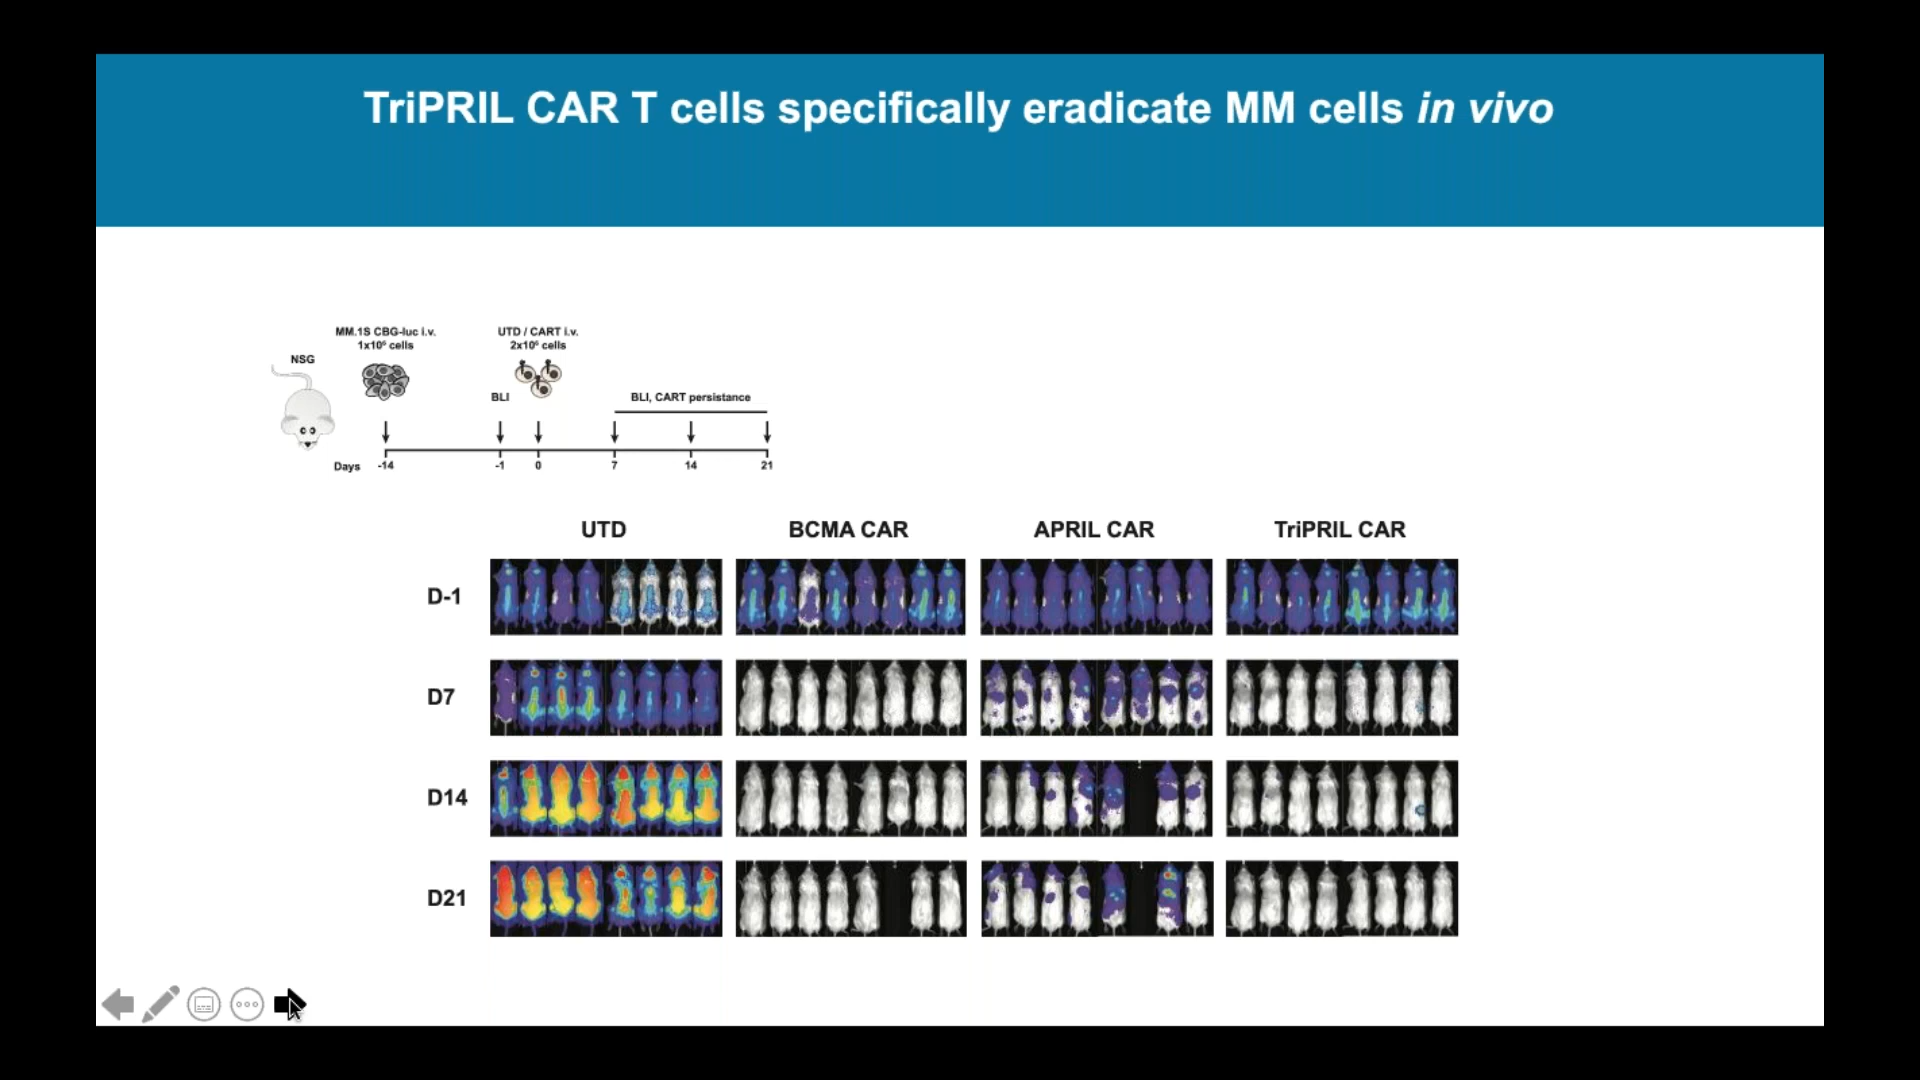 TriPRIL CAR T cells specifically eradicate MM cells in vivo
MM.1S CBG-luc i.v.
1x10⁶ cells
UTD / CART i.v.
2x10⁶ cells
NSG
BLI
BLI, CART persistance
Days -14 -1 0 7 14 21
UTD BCMA CAR APRIL CAR TriPRIL CAR
D-1
D7
D14
D21